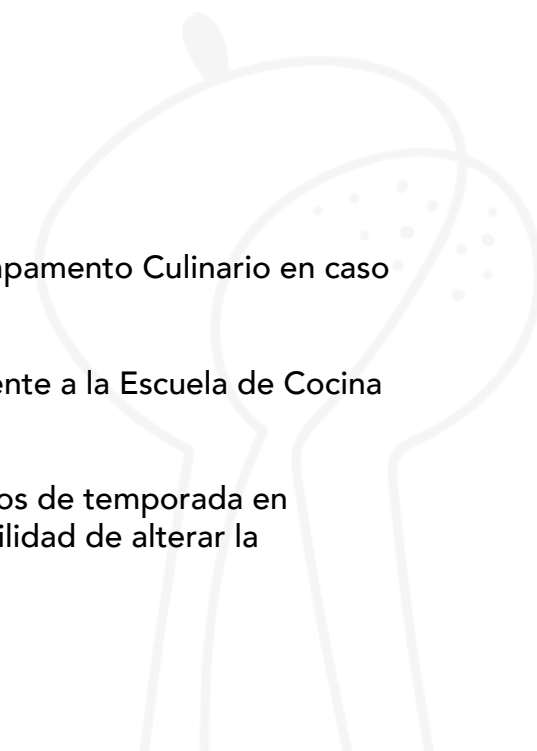 pamento Culinario en caso
ente a la Escuela de Cocina
os de temporada en
ilidad de alterar la